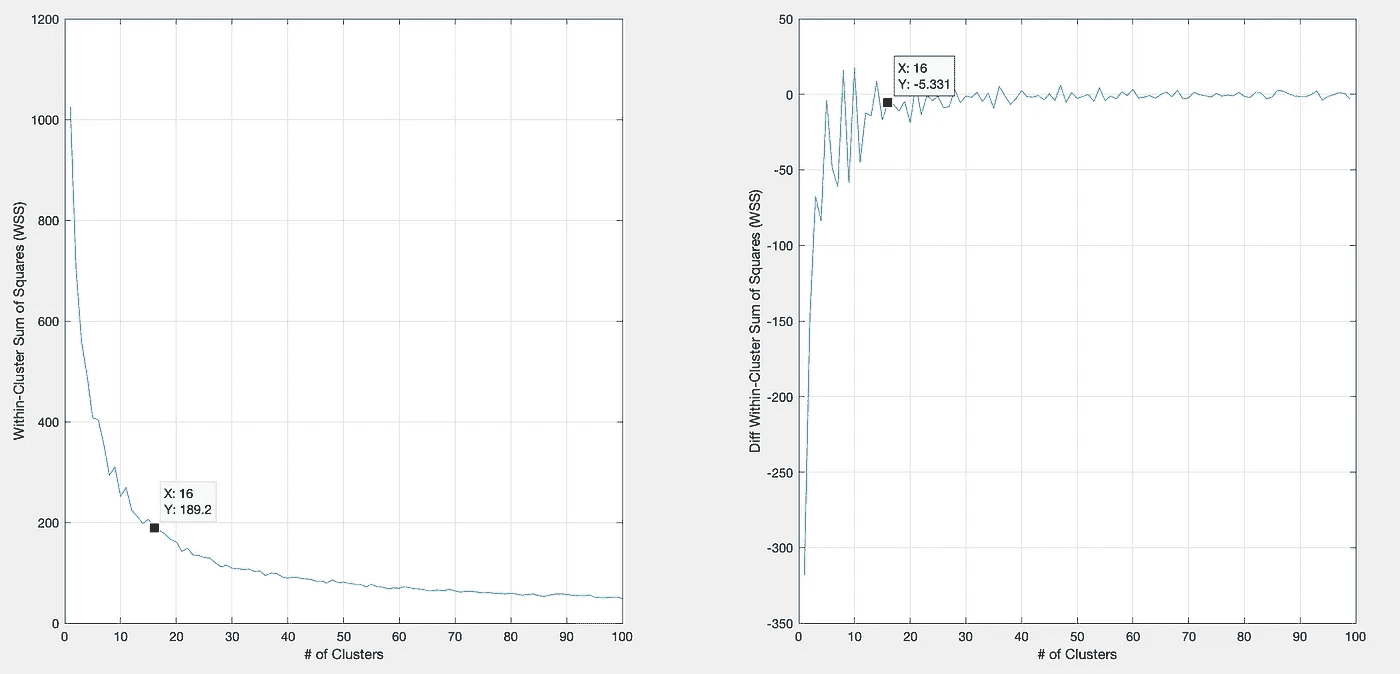 1200
1000
800
600
400
200
0
Within-Cluster Sum of Squares (WSS)
X: 16
Y: 189.2
0 10 20 30 40 50 60 70 80 90 100
# of Clusters
50
0
-50
-100
-150
-200
-250
-300
-350
Diff Within-Cluster Sum of Squares (WSS)
X: 16
Y: -5.331
0 10 20 30 40 50 60 70 80 90 100
# of Clusters